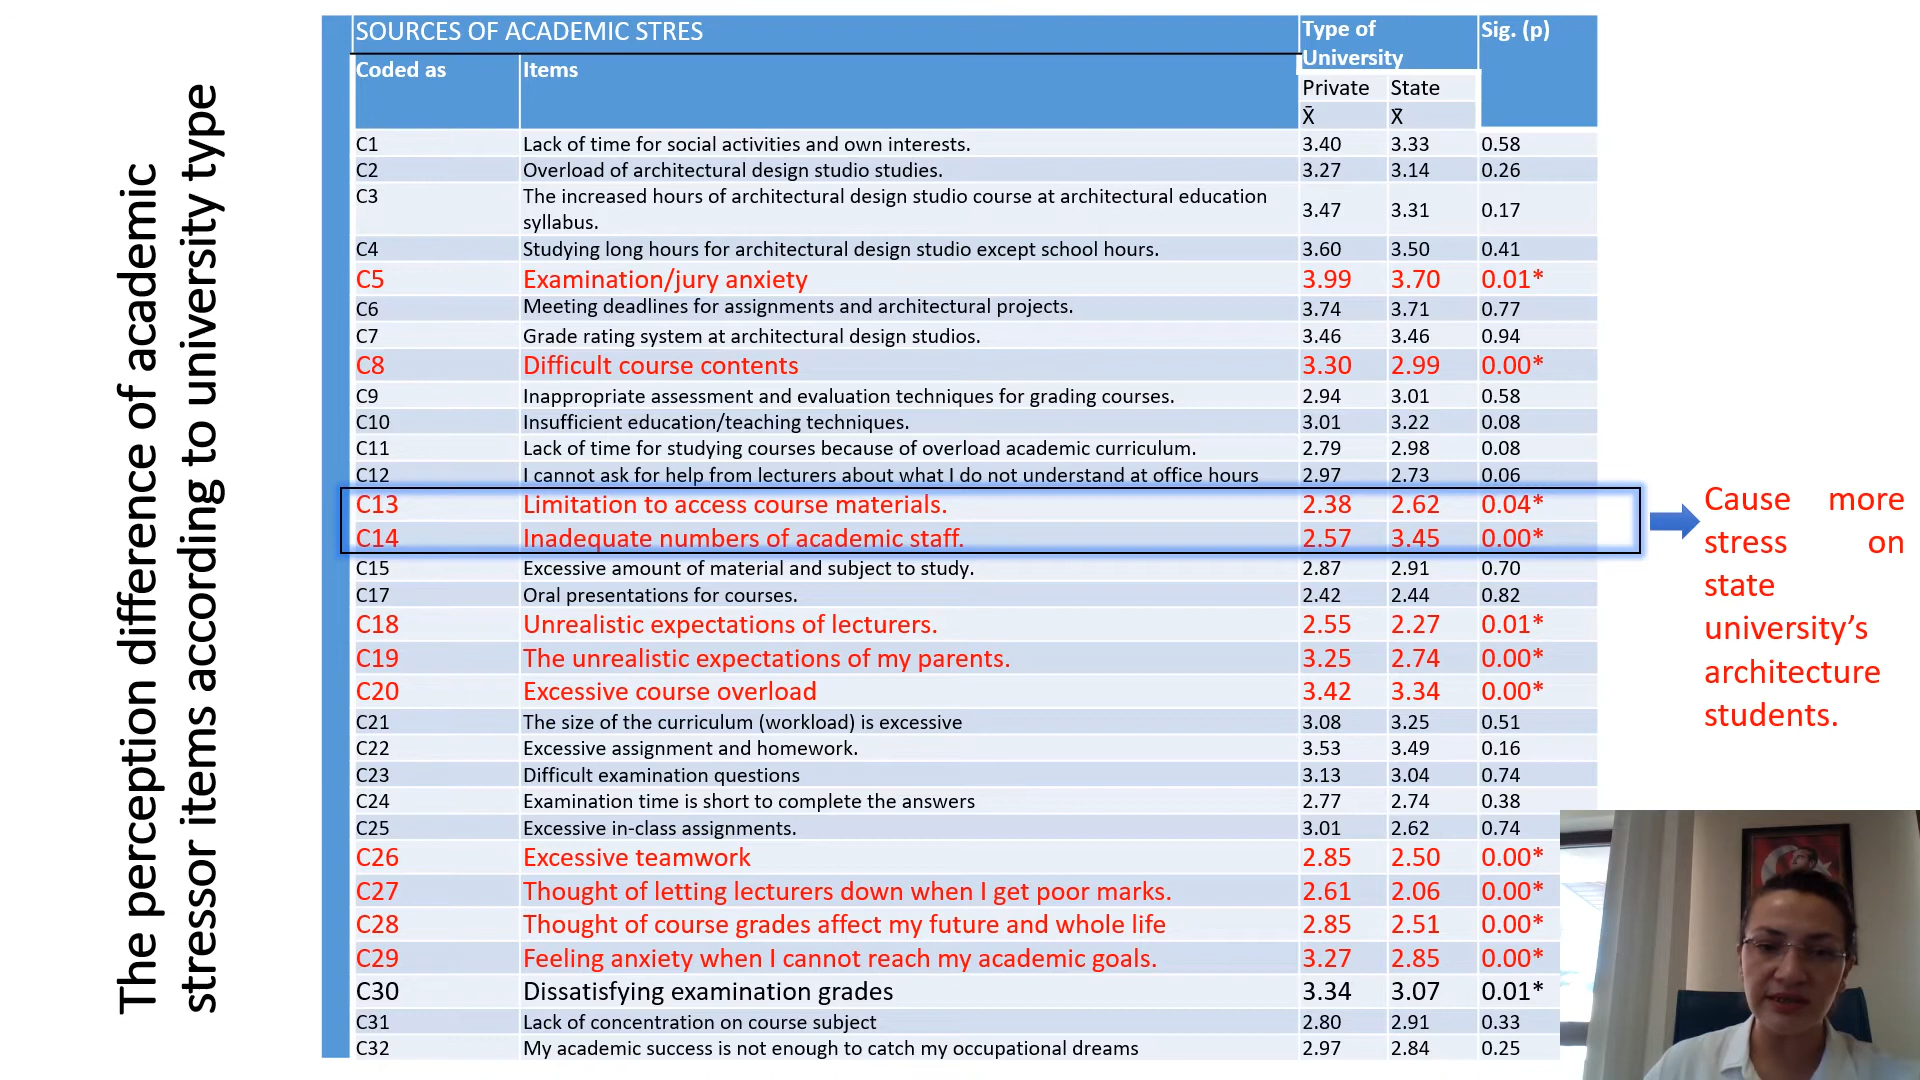 The perception difference of academic
stressor items according to university type
SOURCES OF ACADEMIC STRES
Type of
University
Sig. (p)
Coded as
Items
Private
State
X̄
X̄
C1 Lack of time for social activities and own interests. 3.40 3.33 0.58
C2 Overload of architectural design studio studies. 3.27 3.14 0.26
C3 The increased hours of architectural design studio course at architectural education
syllabus. 3.47 3.31 0.17
C4 Studying long hours for architectural design studio except school hours. 3.60 3.50 0.41
C5 Examination/jury anxiety 3.99 3.70 0.01*
C6 Meeting deadlines for assignments and architectural projects. 3.74 3.71 0.77
C7 Grade rating system at architectural design studios. 3.46 3.46 0.94
C8 Difficult course contents 3.30 2.99 0.00*
C9 Inappropriate assessment and evaluation techniques for grading courses. 2.94 3.01 0.58
C10 Insufficient education/teaching techniques. 3.01 3.22 0.08
C11 Lack of time for studying courses because of overload academic curriculum. 2.79 2.98 0.08
C12 I cannot ask for help from lecturers about what I do not understand at office hours 2.97 2.73 0.06
C13 Limitation to access course materials. 2.38 2.62 0.04*
C14 Inadequate numbers of academic staff. 2.57 3.45 0.00*
C15 Excessive amount of material and subject to study. 2.87 2.91 0.70
C17 Oral presentations for courses. 2.42 2.44 0.82
C18 Unrealistic expectations of lecturers. 2.55 2.27 0.01*
C19 The unrealistic expectations of my parents. 3.25 2.74 0.00*
C20 Excessive course overload 3.42 3.34 0.00*
C21 The size of the curriculum (workload) is excessive 3.08 3.25 0.51
C22 Excessive assignment and homework. 3.53 3.49 0.16
C23 Difficult examination questions 3.13 3.04 0.74
C24 Examination time is short to complete the answers 2.77 2.74 0.38
C25 Excessive in-class assignments. 3.01 2.62 0.74
C26 Excessive teamwork 2.85 2.50 0.00*
C27 Thought of letting lecturers down when I get poor marks. 2.61 2.06 0.00*
C28 Thought of course grades affect my future and whole life 2.85 2.51 0.00*
C29 Feeling anxiety when I cannot reach my academic goals. 3.27 2.85 0.00*
C30 Dissatisfying examination grades 3.34 3.07 0.01*
C31 Lack of concentration on course subject 2.80 2.91 0.33
C32 My academic success is not enough to catch my occupational dreams 2.97 2.84 0.25
Cause more
stress on
state
university’s
architecture
students.